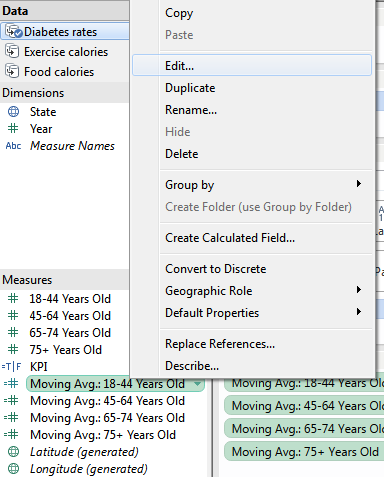 Data
Diabetes rates
Exercise calories
Food calories
Dimensions
State
Year
Abc Measure Names
Measures
18-44 Years Old
45-64 Years Old
65-74 Years Old
75+ Years Old
=T|F KPI
Moving Avg.: 18-44 Years Old
Moving Avg.: 45-64 Years Old
Moving Avg.: 65-74 Years Old
Moving Avg.: 75+ Years Old
Latitude (generated)
Longitude (generated)
Copy
Paste
Edit...
Duplicate
Rename...
Hide
Delete
Group by
Create Folder (use Group by Folder)
Create Calculated Field...
Convert to Discrete
Geographic Role
Default Properties
Replace References...
Describe...
Moving Avg.: 18-44 Years Old
Moving Avg.: 45-64 Years Old
Moving Avg.: 65-74 Years Old
Moving Avg.: 75+ Years Old